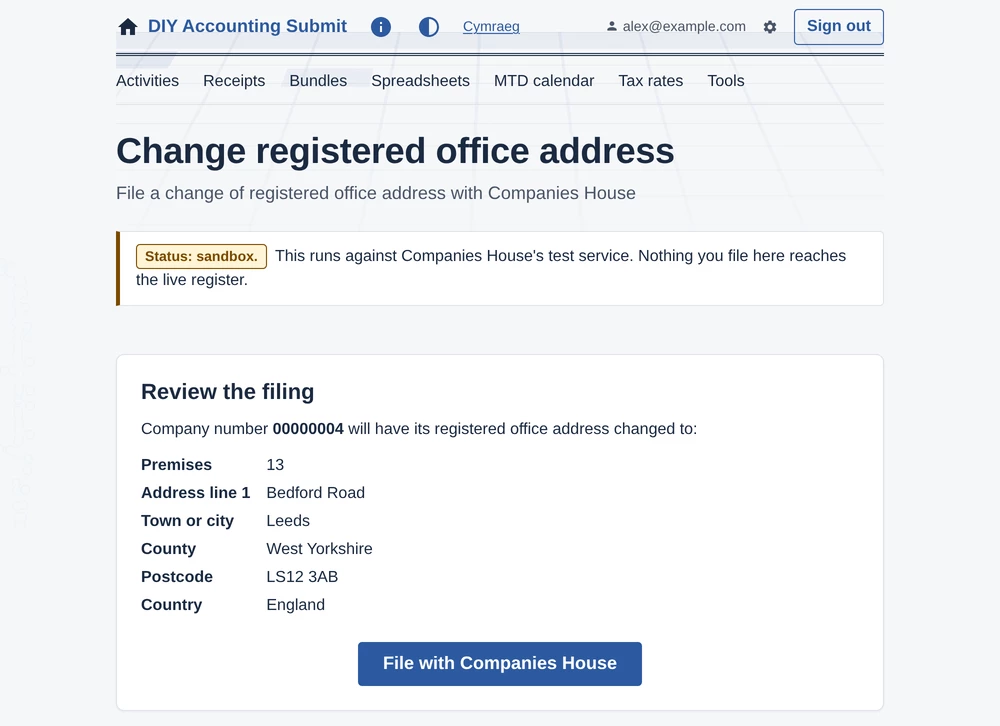 DIY Accounting Submit
Cymraeg
alex@example.com
Sign out
Activities
Receipts
Bundles
Spreadsheets
MTD calendar
Tax rates
Tools
Change registered office address
File a change of registered office address with Companies House
Status: sandbox. This runs against Companies House's test service. Nothing you file here reaches
the live register.
Review the filing
Company number 00000004 will have its registered office address changed to:
Premises 13
Address line 1 Bedford Road
Town or city Leeds
County West Yorkshire
Postcode LS12 3AB
Country England
File with Companies House